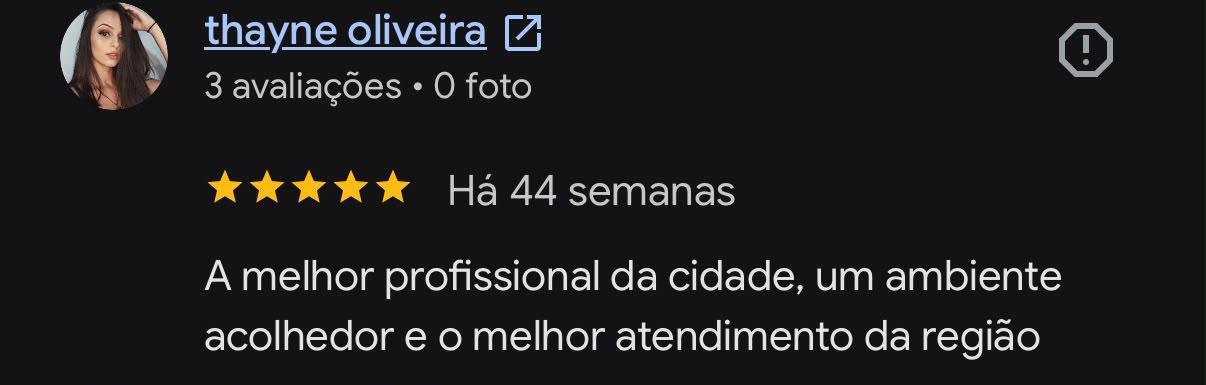 thayne oliveira
3 avaliações • 0 foto
Há 44 semanas
A melhor profissional da cidade, um ambiente
acolhedor e o melhor atendimento da região